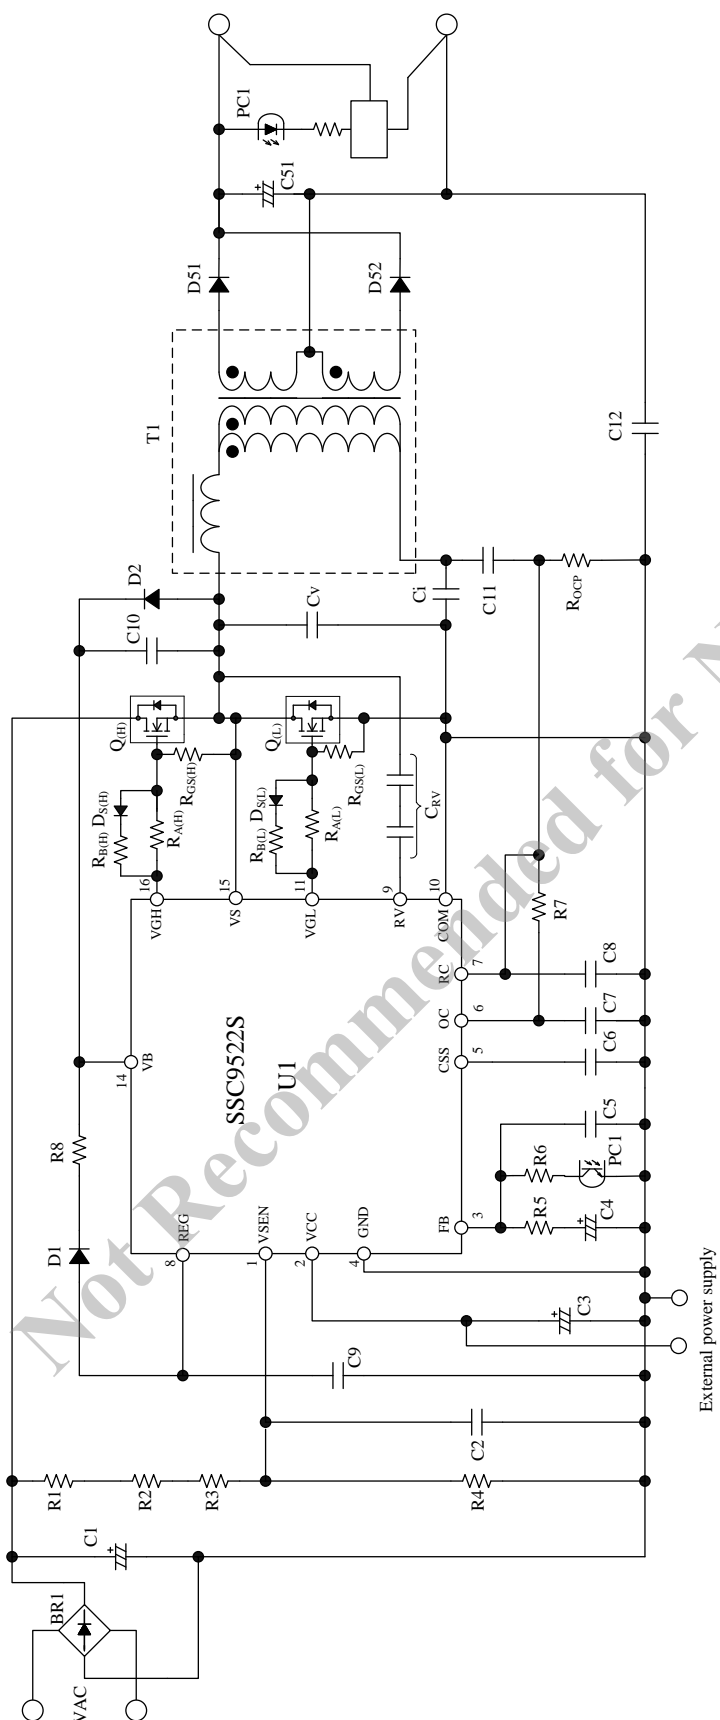 VAC
BR1
C1
R1
R2
R3
R4
C2
C9
C3
External power supply
D1
R8
8
REG
1
VSEN
2
VCC
4
GND
SSC9522S
U1
14
VB
FB
3
CSS
5
OC
6
RC
7
R5
C4
R6
PC1
C5
C6
C7
C8
R7
VGH
16
VS
15
VGL
11
RV
9
COM
10
RB(H)
DS(H)
RA(H)
RGS(H)
Q(H)
RB(L)
DS(L)
RA(L)
RGS(L)
Q(L)
CRV
C10
D2
Cv
Ci
C11
ROCP
C12
T1
D51
D52
C51
PC1
Not Recommended for N